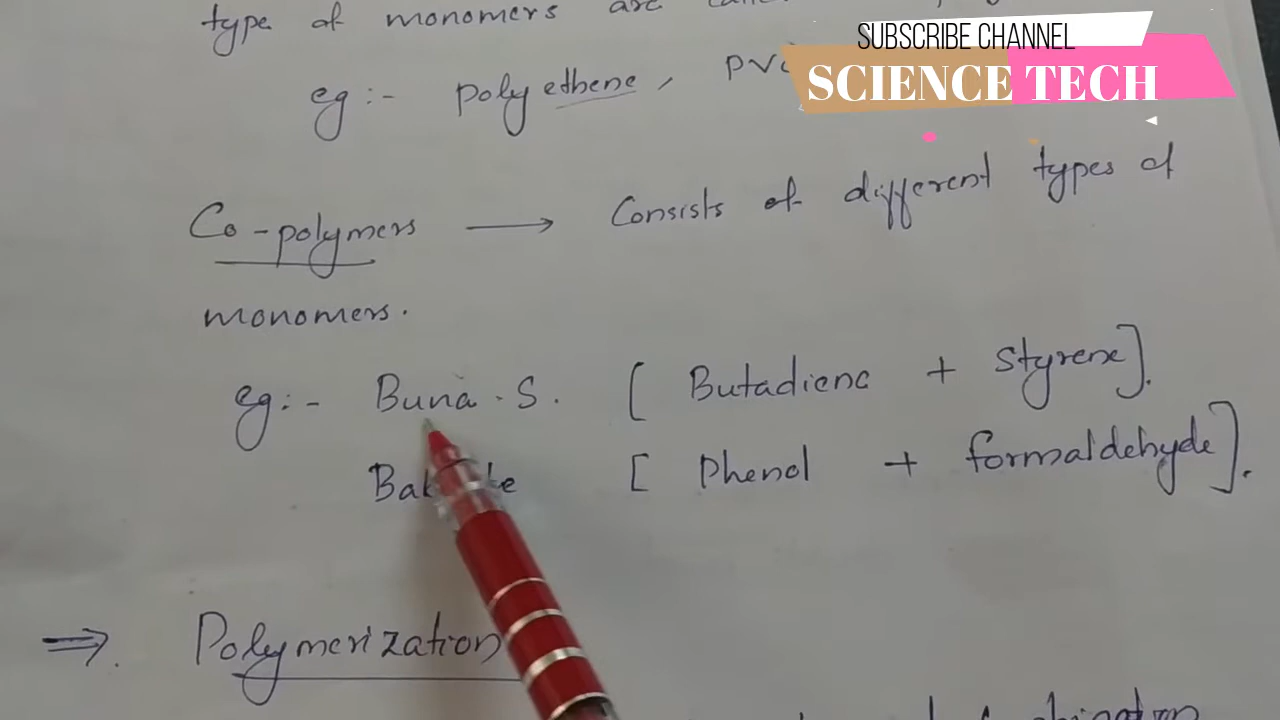 type of monomers are
SUBSCRIBE CHANNEL
SCIENCE TECH
eg :- polyethene, PVC
Co-polymers → Consists of different types of
monomers.
eg :- Buna-S. [ Butadiene + Styrene].
[ Phenol + formaldehyde].
⇒. Polymerization